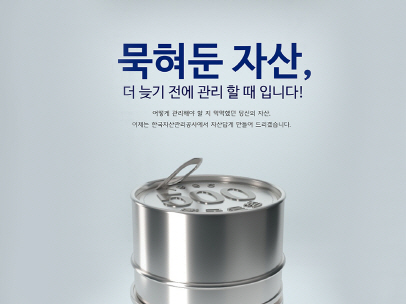 묵혀둔 자산,
더 늦기 전에 관리 할 때 입니다!
어떻게 관리해야 할 지 막막했던 당신의 자산.
이제는 한국자산관리공사에서 자산답게 만들어 드리겠습니다.
500